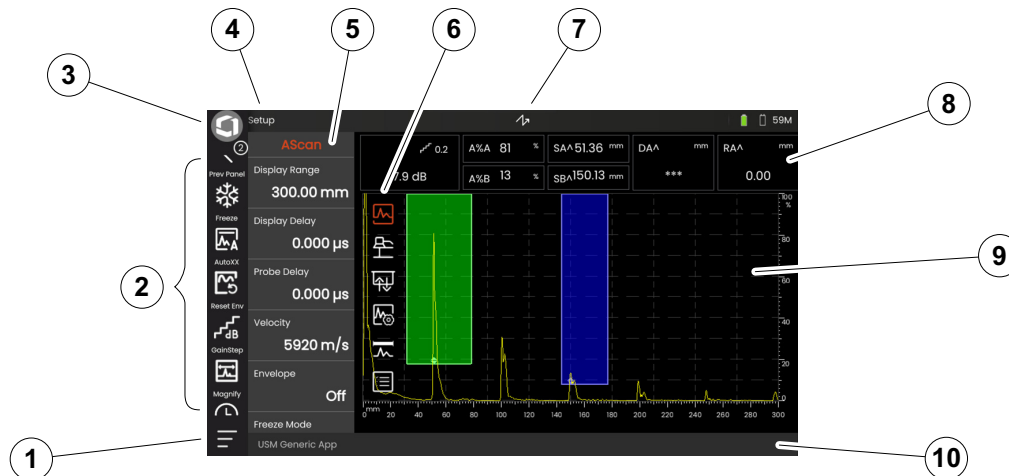 4
5
6
7
3
8
Setup
59M
2
AScan
0.2
7.9 dB
A%A 81 %
A%B 13 %
SA^ 51.36 mm
SB^ 150.13 mm
DA^ mm
***
RA^ mm
0.00
Prev Panel
Freeze
AutoXX
Reset Env
dB
GainStep
Magnify
Display Range
300.00 mm
Display Delay
0.000 µs
Probe Delay
0.000 µs
Velocity
5920 m/s
Envelope
Off
Freeze Mode
A
100
%
80
60
40
20
0
0 mm 20 40 60 80 100 120 140 160 180 200 220 240 260 280 300
9
2
USM Generic App
1
10